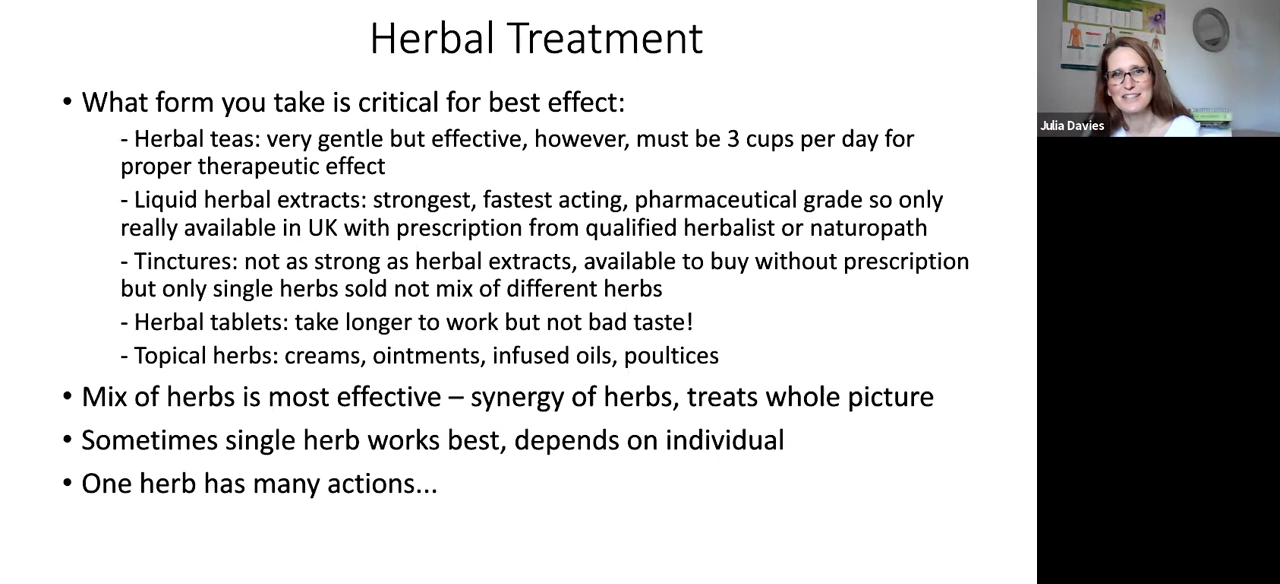 Herbal Treatment
• What form you take is critical for best effect:
- Herbal teas: very gentle but effective, however, must be 3 cups per day for
proper therapeutic effect
- Liquid herbal extracts: strongest, fastest acting, pharmaceutical grade so only
really available in UK with prescription from qualified herbalist or naturopath
- Tinctures: not as strong as herbal extracts, available to buy without prescription
but only single herbs sold not mix of different herbs
- Herbal tablets: take longer to work but not bad taste!
- Topical herbs: creams, ointments, infused oils, poultices
• Mix of herbs is most effective – synergy of herbs, treats whole picture
• Sometimes single herb works best, depends on individual
• One herb has many actions...
Julia Davies